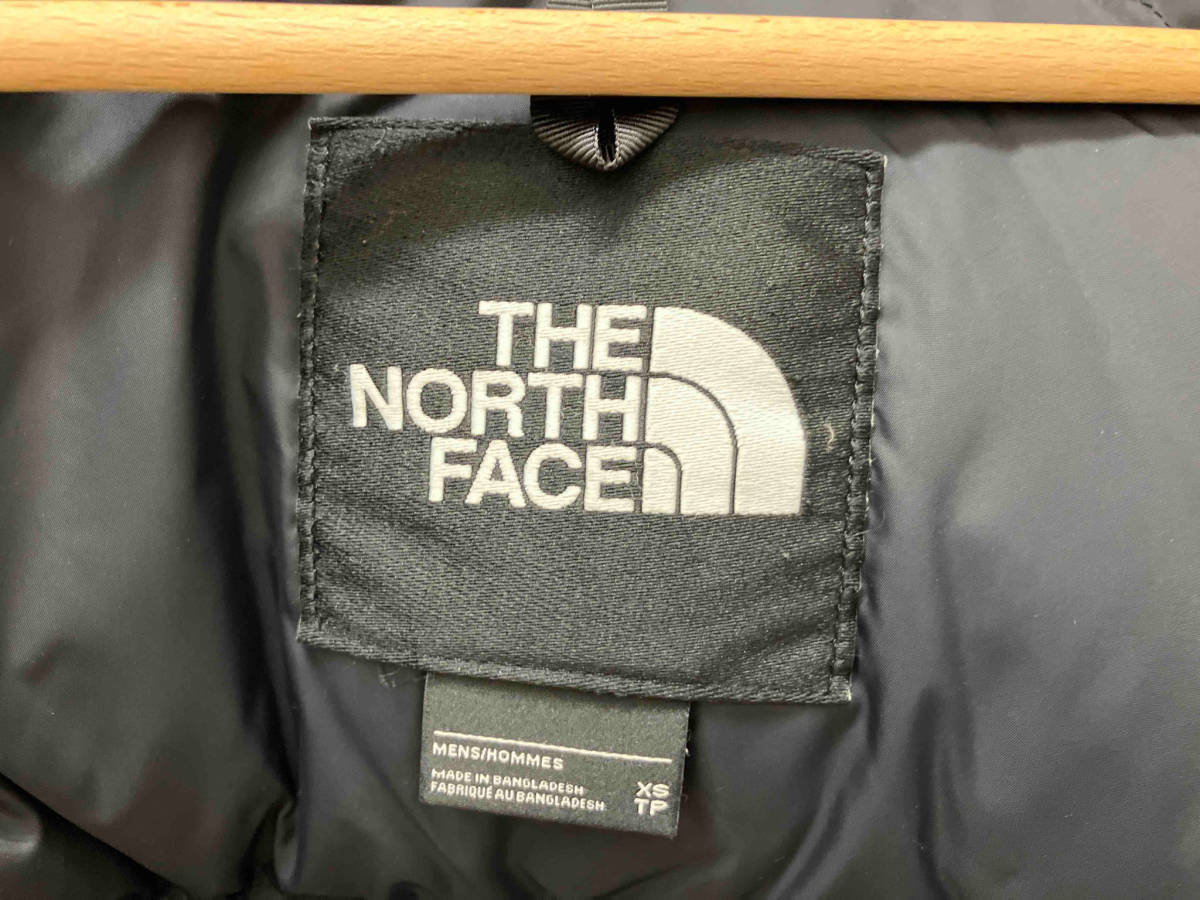 THE
NORTH
FACE
MENS/HOMMES
MADE IN BANGLADESH
FABRIQUÉ AU BANGLADESH
XS
TP